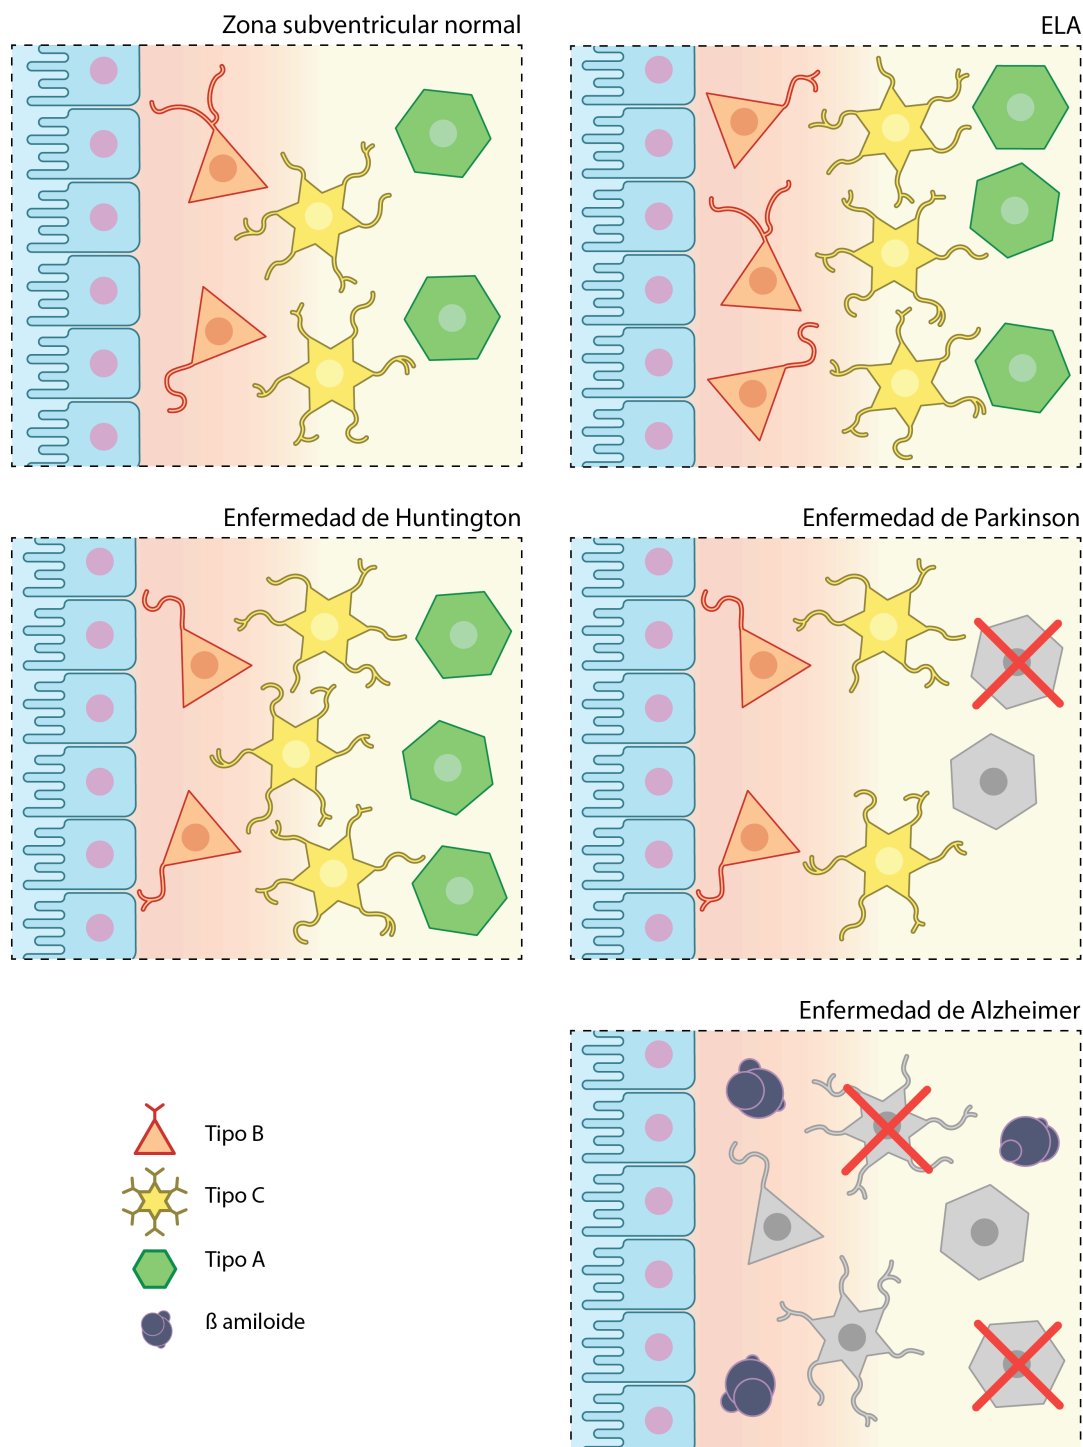 Zona subventricular normal
ELA
Enfermedad de Huntington
Enfermedad de Parkinson
Enfermedad de Alzheimer
Tipo B
Tipo C
Tipo A
ß amiloide